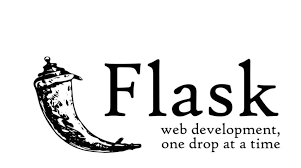 Flask
web development,
one drop at a time